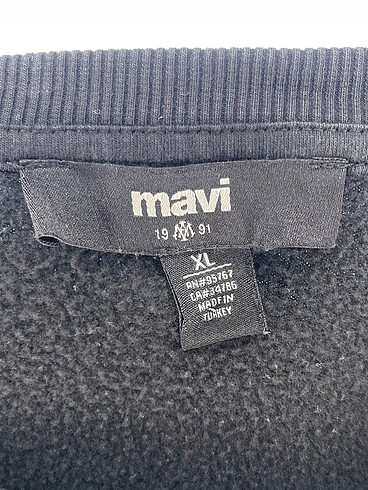 mavi
19 M 91
XL
RN#95767
CA#34786
MADE IN
TURKEY